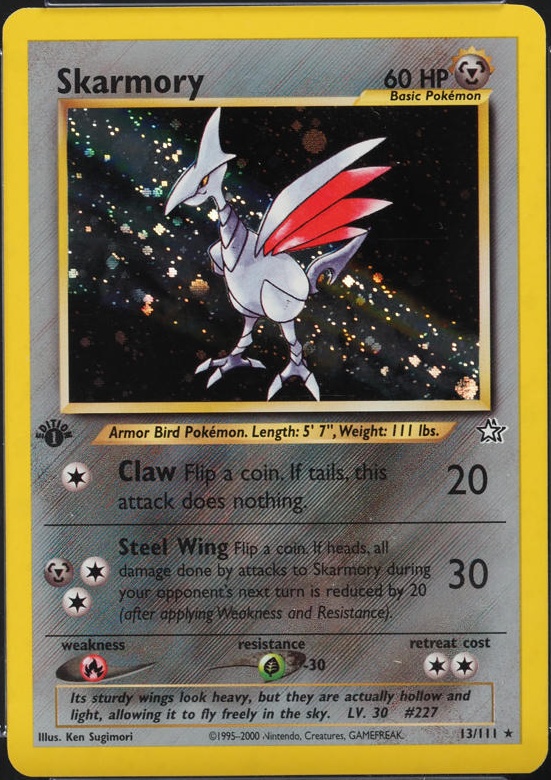 Skarmory
60 HP
Basic Pokémon
EDITION
1
Armor Bird Pokémon. Length: 5' 7", Weight: 111 lbs.
Claw Flip a coin. If tails, this
attack does nothing.
20
Steel Wing Flip a coin. If heads, all
damage done by attacks to Skarmory during
your opponent's next turn is reduced by 20
(after applying Weakness and Resistance).
30
weakness
resistance
retreat cost
-30
Its sturdy wings look heavy, but they are actually hollow and
light, allowing it to fly freely in the sky. LV. 30 #227
Illus. Ken Sugimori
©1995-2000 Nintendo, Creatures, GAMEFREAK.
13/111 ★